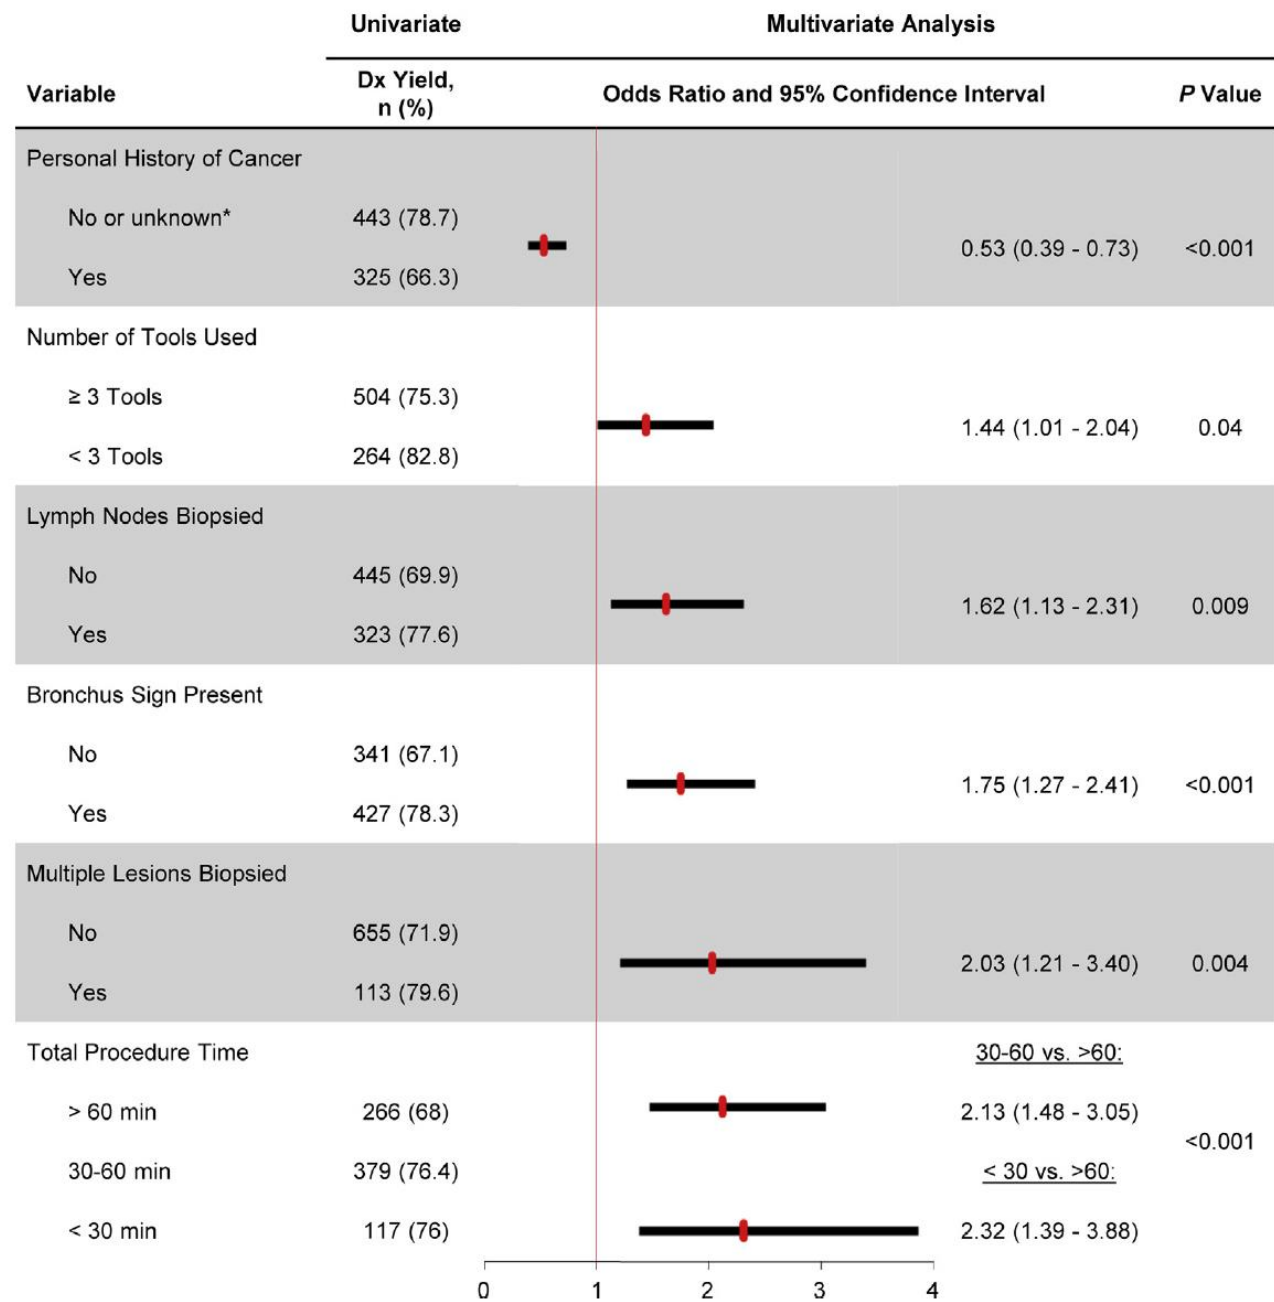 Univariate Multivariate Analysis
Variable Dx Yield, n (%) Odds Ratio and 95% Confidence Interval P Value
Personal History of Cancer
No or unknown* 443 (78.7)
0.53 (0.39 - 0.73) <0.001
Yes 325 (66.3)
Number of Tools Used
≥ 3 Tools 504 (75.3)
1.44 (1.01 - 2.04) 0.04
< 3 Tools 264 (82.8)
Lymph Nodes Biopsied
No 445 (69.9)
1.62 (1.13 - 2.31) 0.009
Yes 323 (77.6)
Bronchus Sign Present
No 341 (67.1)
1.75 (1.27 - 2.41) <0.001
Yes 427 (78.3)
Multiple Lesions Biopsied
No 655 (71.9)
2.03 (1.21 - 3.40) 0.004
Yes 113 (79.6)
Total Procedure Time 30-60 vs. >60:
> 60 min 266 (68) 2.13 (1.48 - 3.05)
<0.001
30-60 min 379 (76.4) < 30 vs. >60:
< 30 min 117 (76) 2.32 (1.39 - 3.88)
0 1 2 3 4